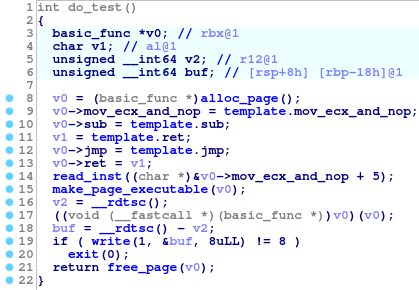 1 int do_test()
2 {
3 basic_func *v0; // rbx@1
4 char v1; // al@1
5 unsigned __int64 v2; // r12@1
6 unsigned __int64 buf; // [rsp+8h] [rbp-18h]@1
7
8 v0 = (basic_func *)alloc_page();
9 v0->mov_ecx_and_nop = template.mov_ecx_and_nop;
10 v0->sub = template.sub;
11 v1 = template.ret;
12 v0->jmp = template.jmp;
13 v0->ret = v1;
14 read_inst((char *)&v0->mov_ecx_and_nop + 5);
15 make_page_executable(v0);
16 v2 = __rdtsc();
17 ((void (__fastcall *)(basic_func *))v0)(v0);
18 buf = __rdtsc() - v2;
19 if ( write(1, &buf, 8uLL) != 8 )
20 exit(0);
21 return free_page(v0);
22 }